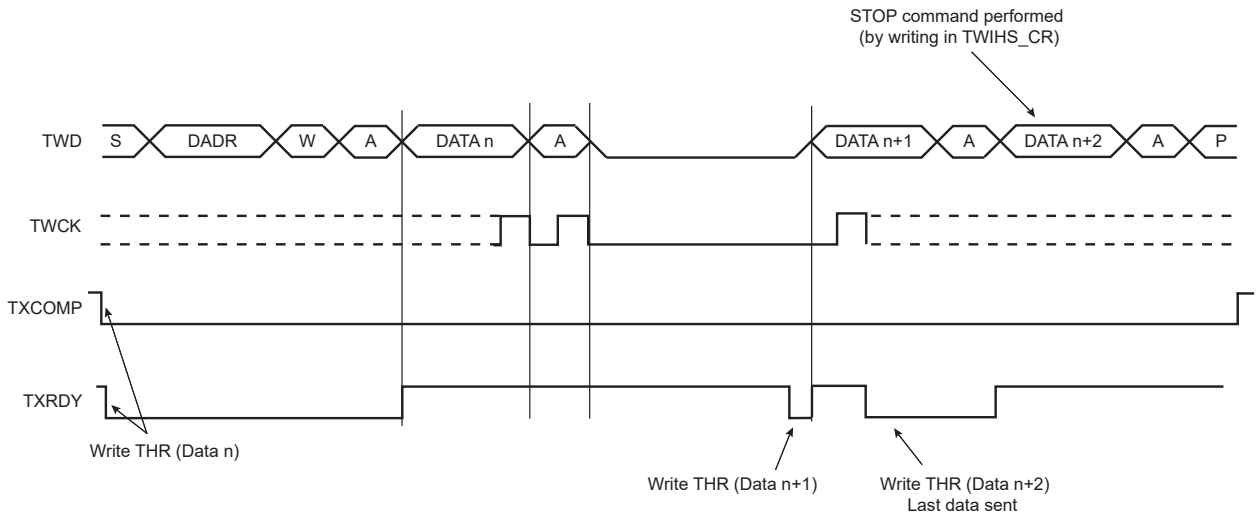 STOP command performed
(by writing in TWIHS_CR)
TWD S DADR W A DATA n A DATA n+1 A DATA n+2 A P
TWCK
TXCOMP
TXRDY
Write THR (Data n)
Write THR (Data n+1)
Write THR (Data n+2)
Last data sent